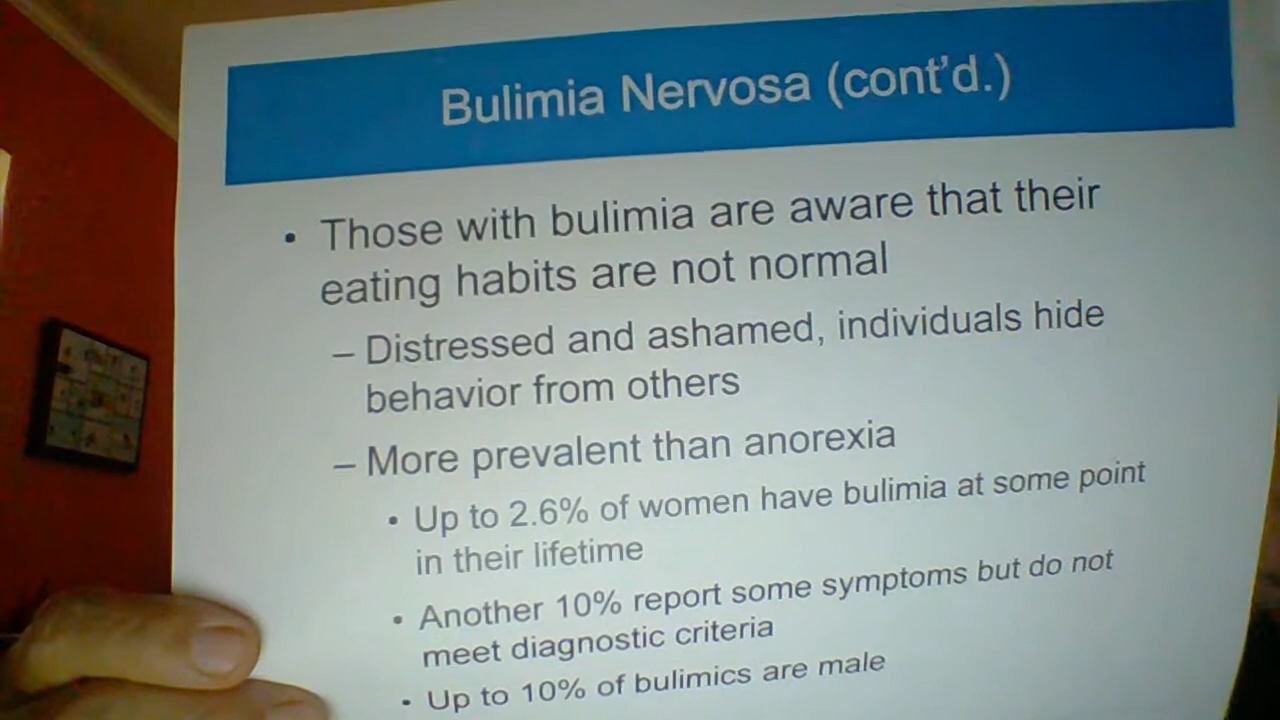 Bulimia Nervosa (cont'd.)
• Those with bulimia are aware that their
eating habits are not normal
– Distressed and ashamed, individuals hide
behavior from others
– More prevalent than anorexia
• Up to 2.6% of women have bulimia at some point
in their lifetime
• Another 10% report some symptoms but do not
meet diagnostic criteria
• Up to 10% of bulimics are male